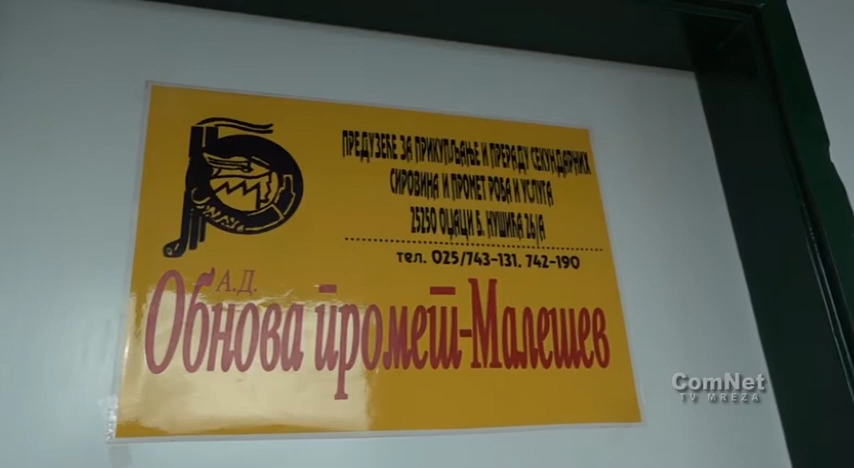 ПРЕДУЗЕЋЕ ЗА ПРИКУПЉАЊЕ И ПРЕРАДУ СЕКУНДАРНИХ
СИРОВИНА И ПРОМЕТ РОБА И УСЛУГА
25250 ОЏАЦИ Б. НУШИЋА 26/А
тел. 025/743-131, 742-190
А.Д.
Обнова промет-Малешев
ComNet
TV MREZA